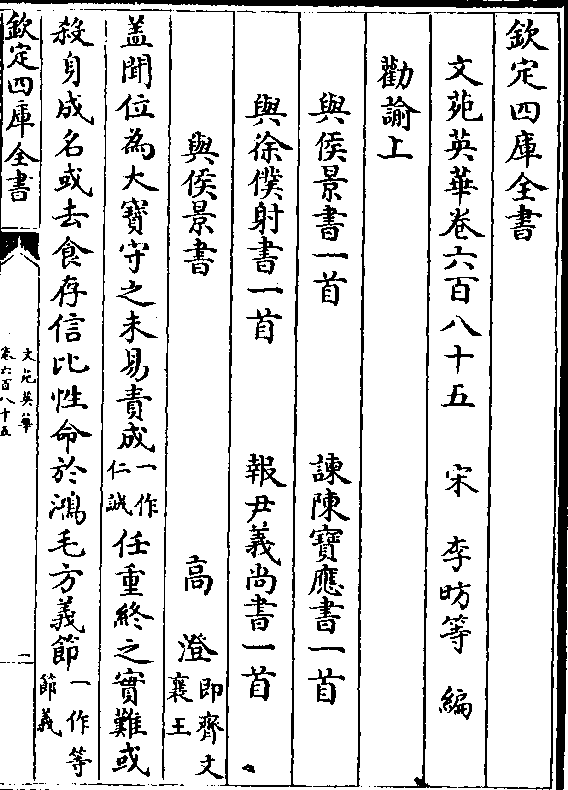 欽定四庫全書
文苑英華卷六百八十五　宋　李昉等　編
勸諭上
與侯景書一首　諫陳寶應書一首
與徐僕射書一首　報尹義尚書一首
與侯景書　高　澄即齊文襄王
盖聞位為大寶守之未易責成一作仁誠任重終之實難或
殺身成名或去食存信比性命於鴻毛方義節一作等節義
欽定四庫全書
文苑英華
卷六百八十五
一